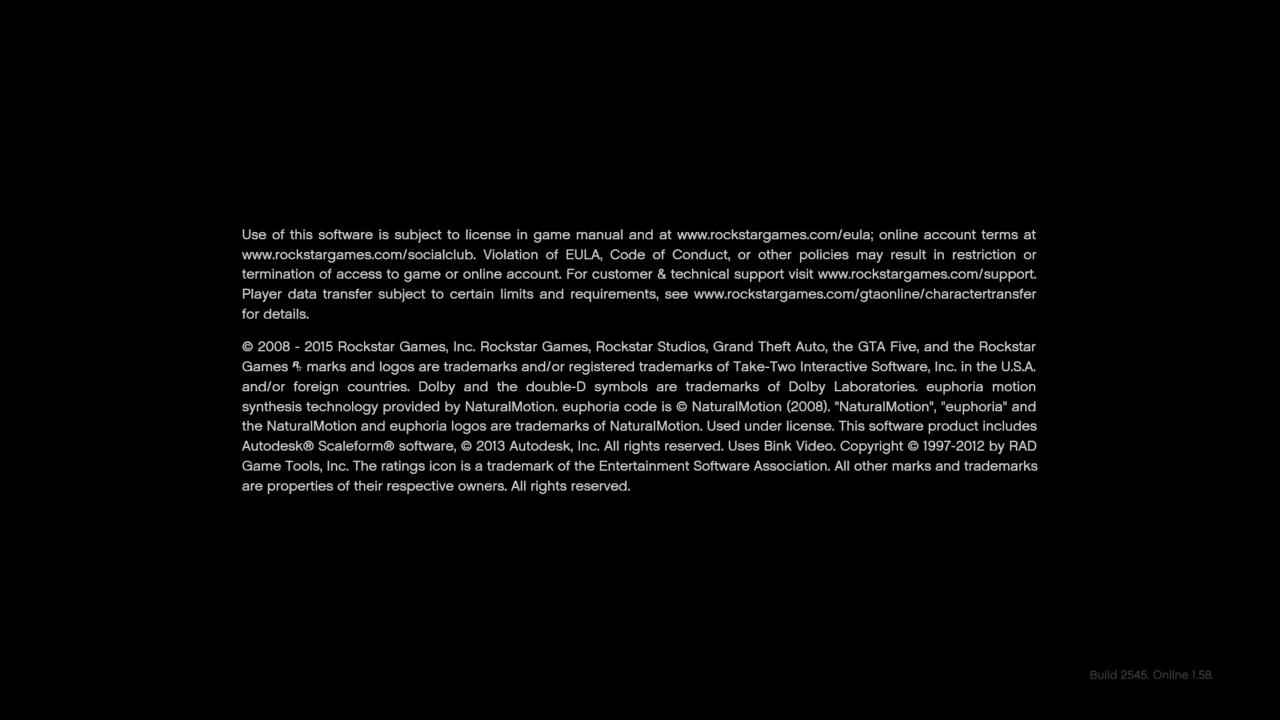 Use of this software is subject to license in game manual and at www.rockstargames.com/eula; online account terms at
www.rockstargames.com/socialclub. Violation of EULA, Code of Conduct, or other policies may result in restriction or
termination of access to game or online account. For customer & technical support visit www.rockstargames.com/support.
Player data transfer subject to certain limits and requirements, see www.rockstargames.com/gtaonline/charactertransfer
for details.
© 2008 - 2015 Rockstar Games, Inc. Rockstar Games, Rockstar Studios, Grand Theft Auto, the GTA Five, and the Rockstar
Games R* marks and logos are trademarks and/or registered trademarks of Take-Two Interactive Software, Inc. in the U.S.A.
and/or foreign countries. Dolby and the double-D symbols are trademarks of Dolby Laboratories. euphoria motion
synthesis technology provided by NaturalMotion. euphoria code is © NaturalMotion (2008). "NaturalMotion", "euphoria" and
the NaturalMotion and euphoria logos are trademarks of NaturalMotion. Used under license. This software product includes
Autodesk® Scaleform® software, © 2013 Autodesk, Inc. All rights reserved. Uses Bink Video. Copyright © 1997-2012 by RAD
Game Tools, Inc. The ratings icon is a trademark of the Entertainment Software Association. All other marks and trademarks
are properties of their respective owners. All rights reserved.
Build 2545. Online 1.58.